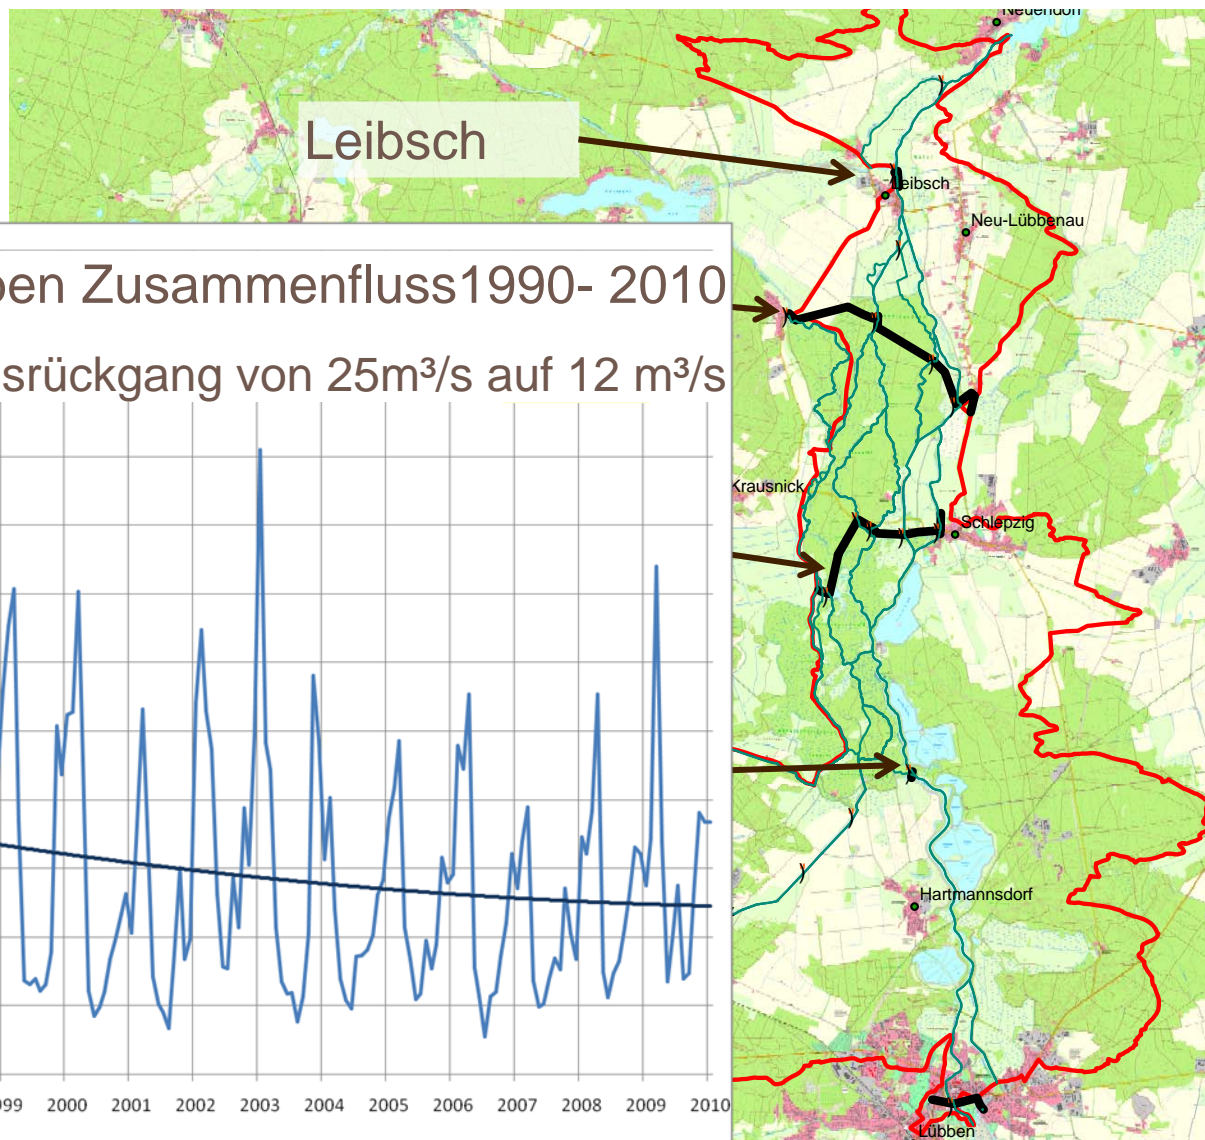 Neuendorf
Leibsch
Leibsch
Neu-Lübbenau
ben Zusammenfluss1990- 2010
srückgang von 25m³/s auf 12 m³/s
Krausnick
Schlepzig
Hartmannsdorf
99 2000 2001 2002 2003 2004 2005 2006 2007 2008 2009 2010
Lübben